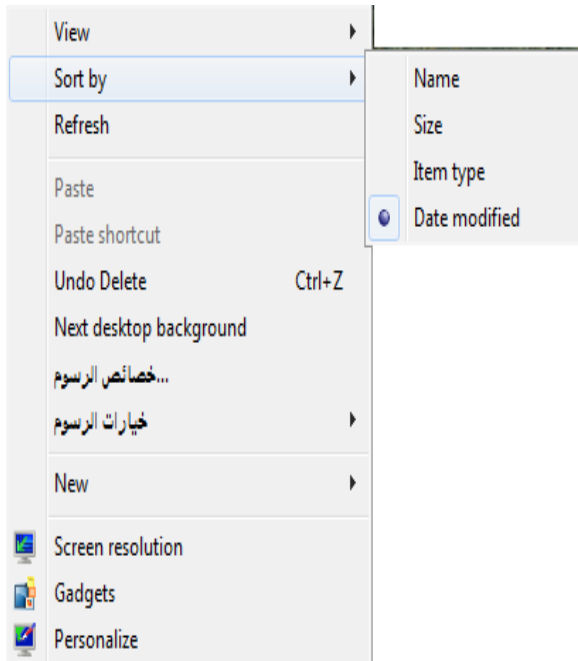 View
Sort by
Refresh
Paste
Paste shortcut
Undo Delete Ctrl+Z
Next desktop background
خصائص الرسوم...
خيارات الرسوم
New
Screen resolution
Gadgets
Personalize
Name
Size
Item type
Date modified